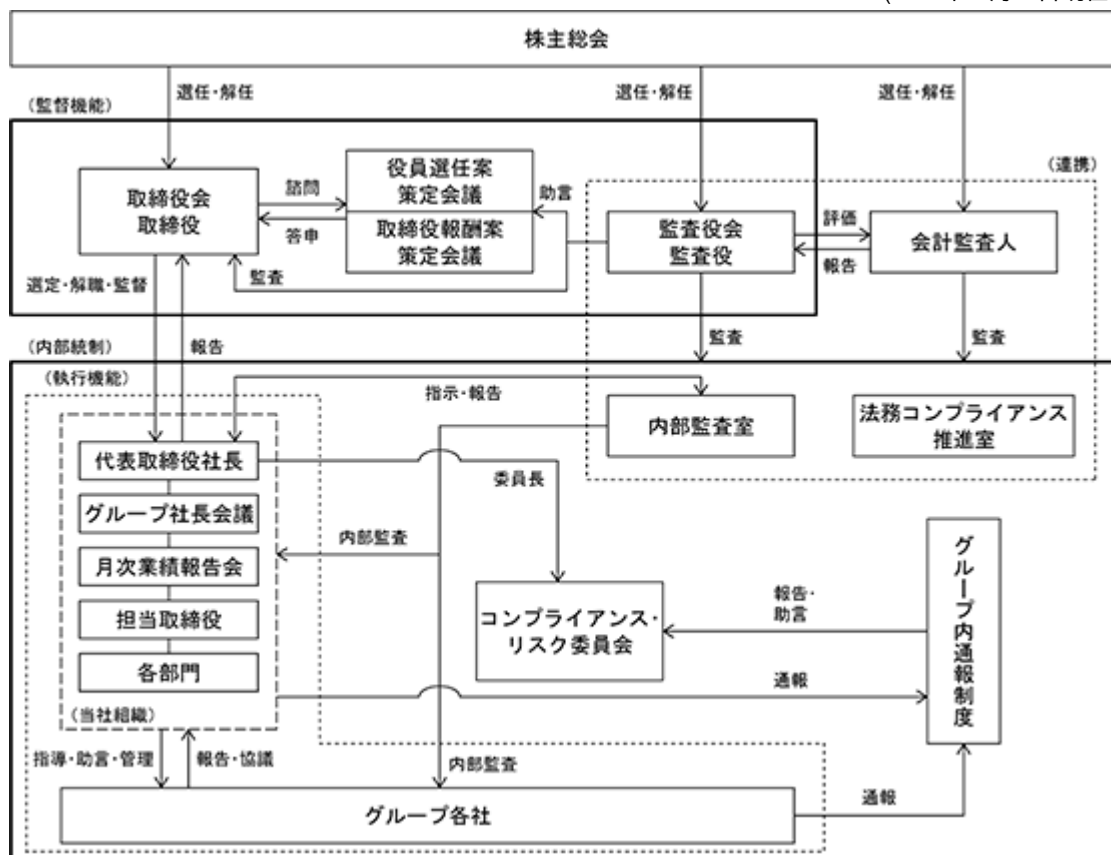 株主総会
選任・解任
選任・解任
選任・解任
(監督機能)
(連携)
取締役会
取締役
諮問
答申
役員選任案
策定会議
取締役報酬案
策定会議
助言
監査
監査役会
監査役
評価
報告
会計監査人
選定・解職・監督
報告
監査
監査
(内部統制)
(執行機能)
指示・報告
内部監査室
法務コンプライアンス
推進室
代表取締役社長
グループ社長会議
月次業績報告会
担当取締役
各部門
(当社組織)
委員長
内部監査
コンプライアンス・
リスク委員会
報告・
助言
グループ内通報制度
通報
指導・助言・管理
報告・協議
内部監査
グループ各社
通報